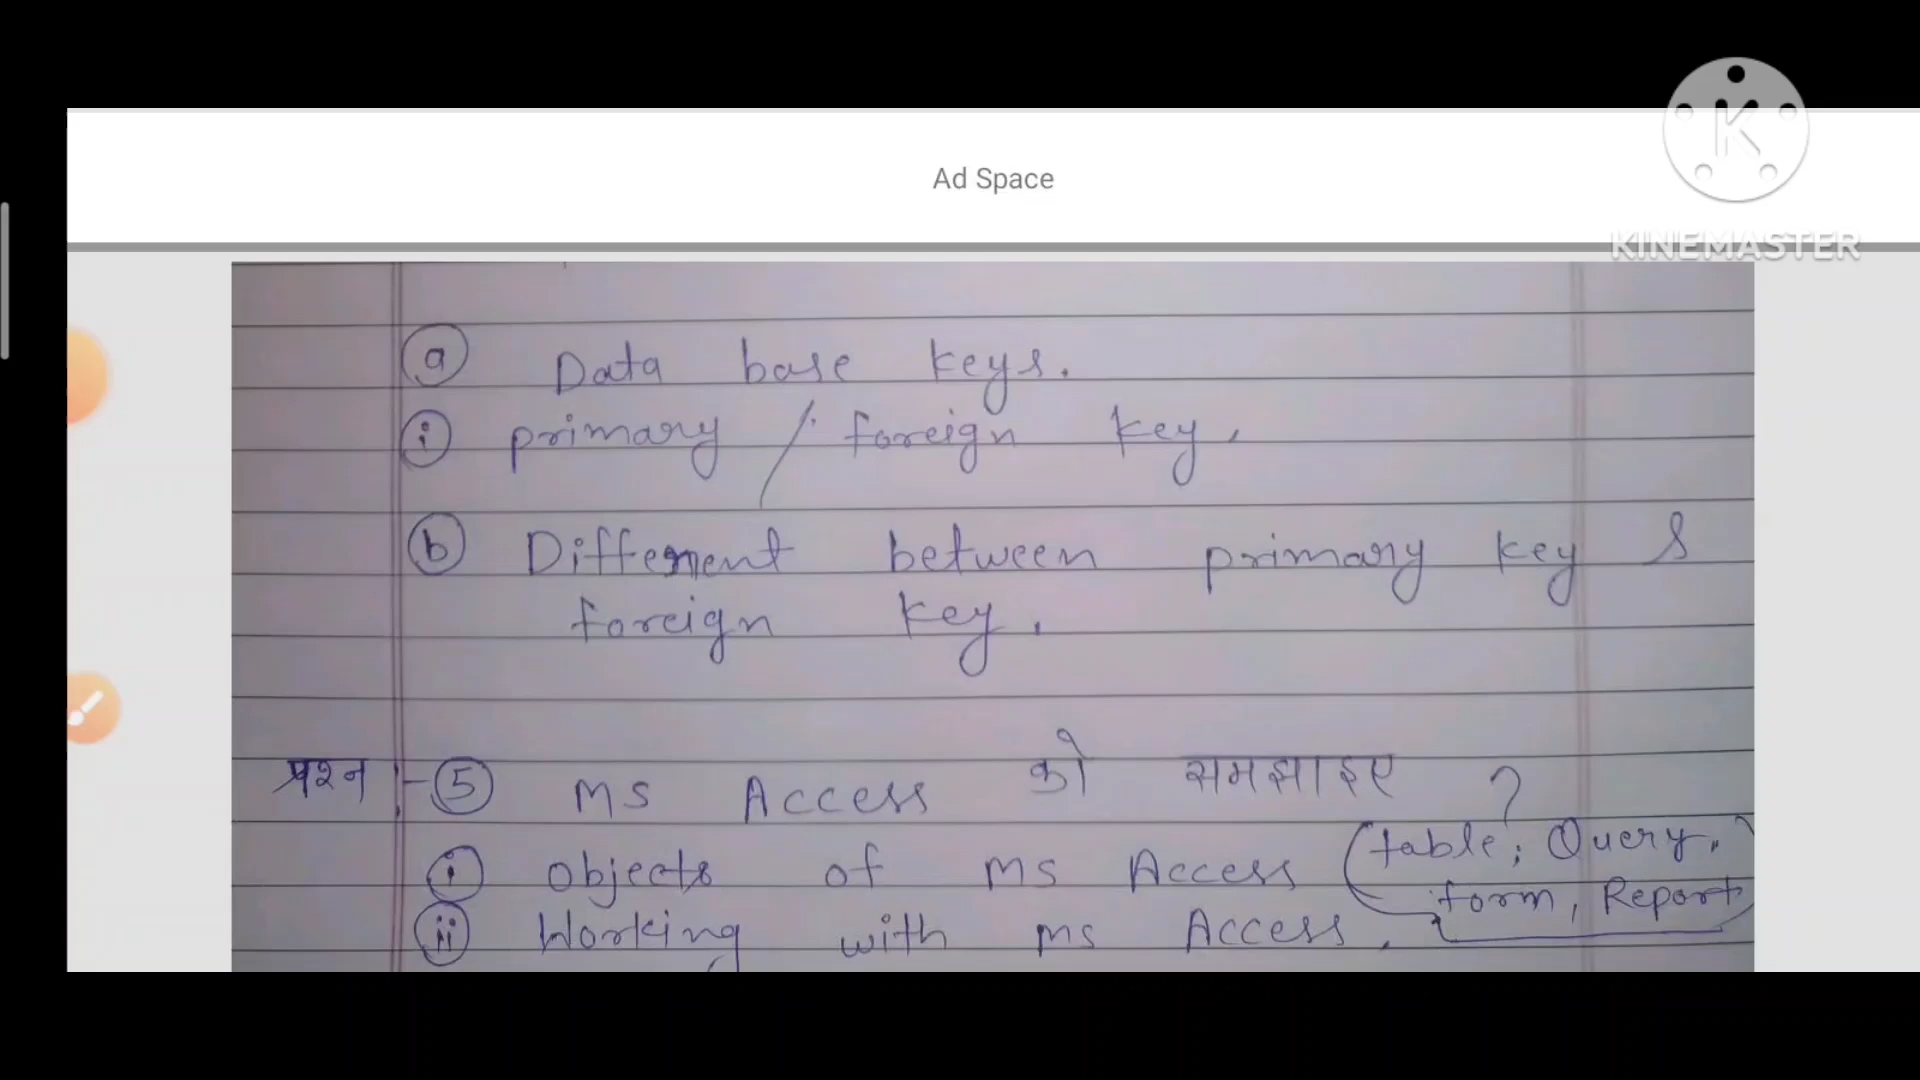 Ad Space
K
KINEMASTER
(a) Data base keys.
(i) primary / foreign key,
(b) Different between primary key &
foreign key.
प्रश्न :- (5) MS Access को समझाइए ?
(i) objects of MS Access (table; Query,
form, Report)
(ii) Working with MS Access.